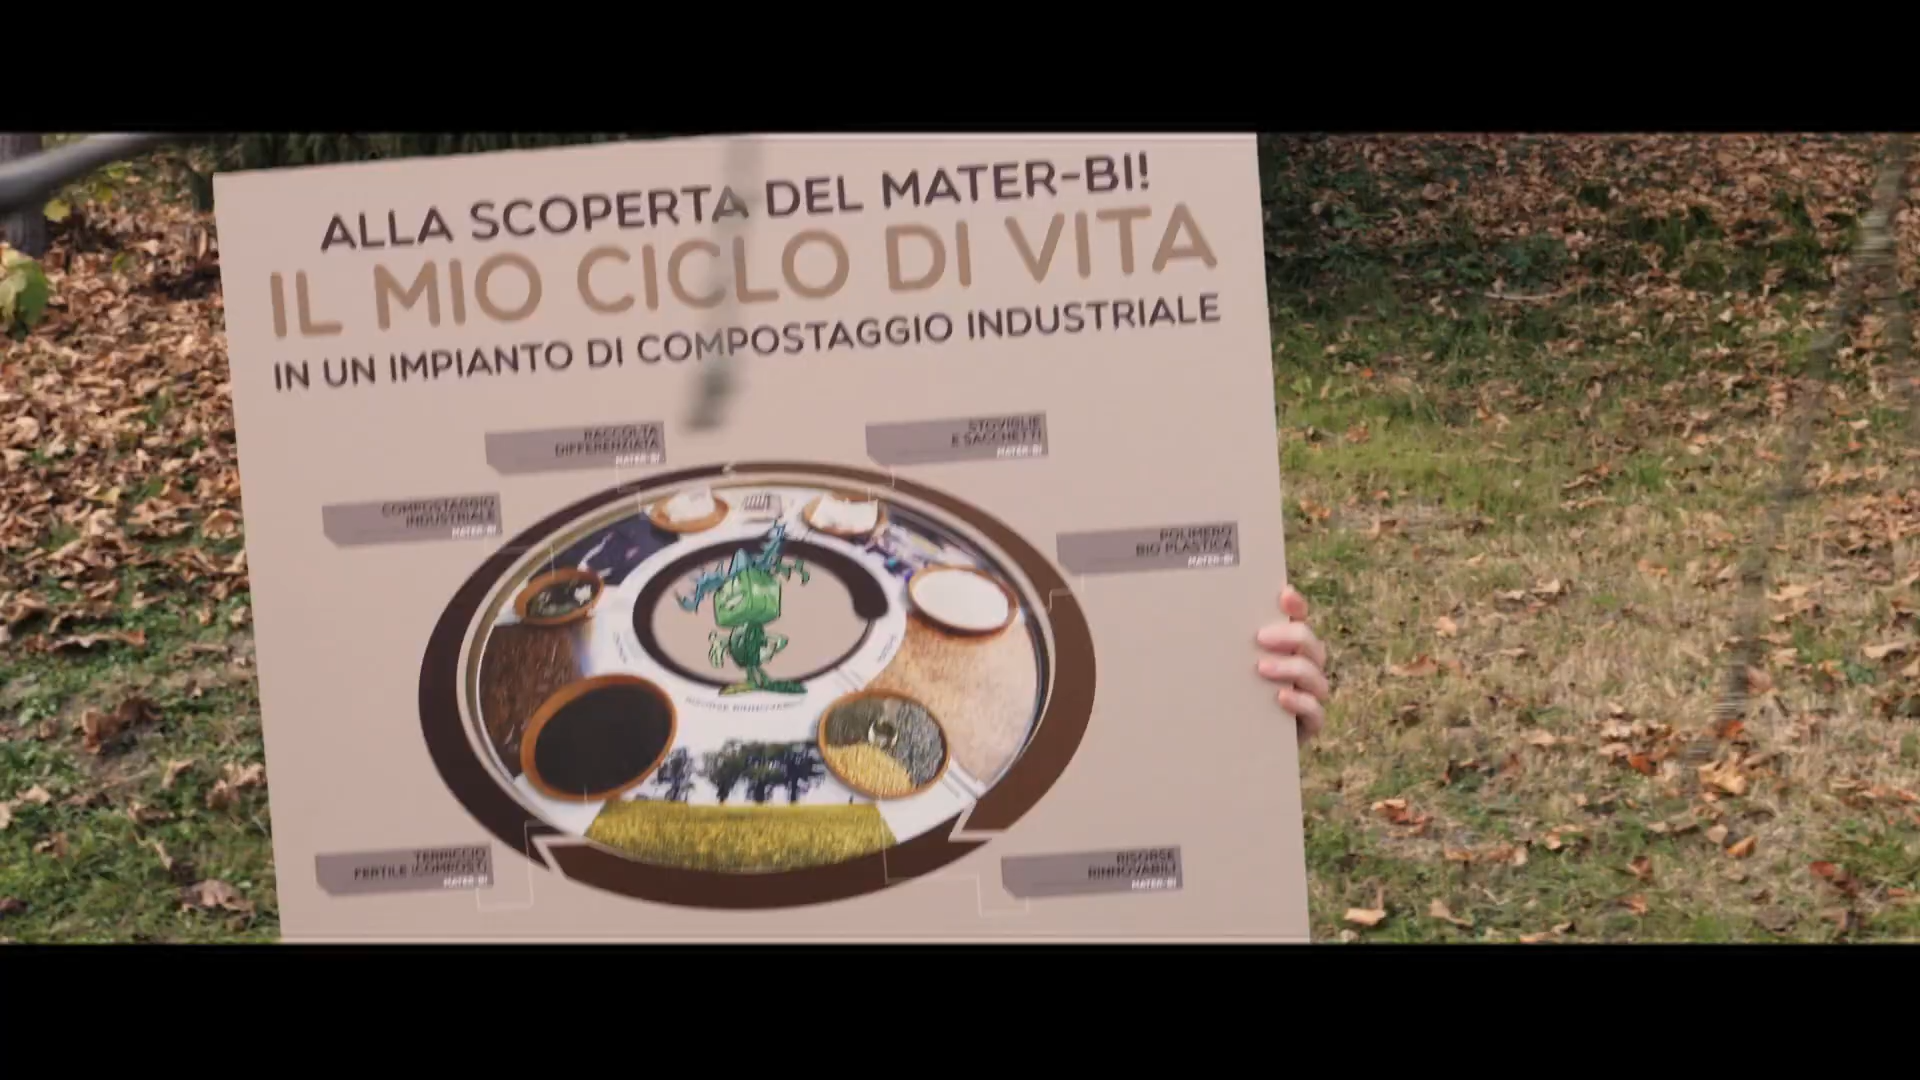 ALLA SCOPERTA DEL MATER-BI!
IL MIO CICLO DI VITA
IN UN IMPIANTO DI COMPOSTAGGIO INDUSTRIALE
RACCOLTA
DIFFERENZIATA
MATER-BI
STOVIGLIE
E SACCHETTI
MATER-BI
COMPOSTAGGIO
INDUSTRIALE
MATER-BI
POLIMERO
BIO PLASTICA
MATER-BI
RISORSE RINNOVABILI
TERRICCIO
FERTILE (COMPOST)
MATER-BI
RISORSE
RINNOVABILI
MATER-BI